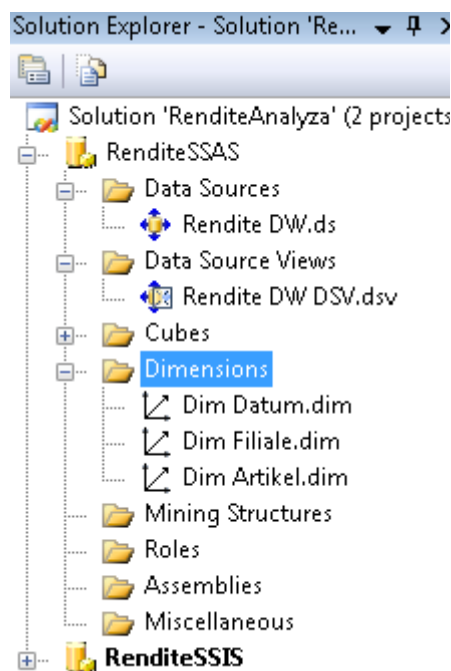 Solution Explorer - Solution 'Re...
Solution 'RenditeAnalyza' (2 projects
RenditeSSAS
Data Sources
Rendite DW.ds
Data Source Views
Rendite DW DSV.dsv
Cubes
Dimensions
Dim Datum.dim
Dim Filiale.dim
Dim Artikel.dim
Mining Structures
Roles
Assemblies
Miscellaneous
RenditeSSIS